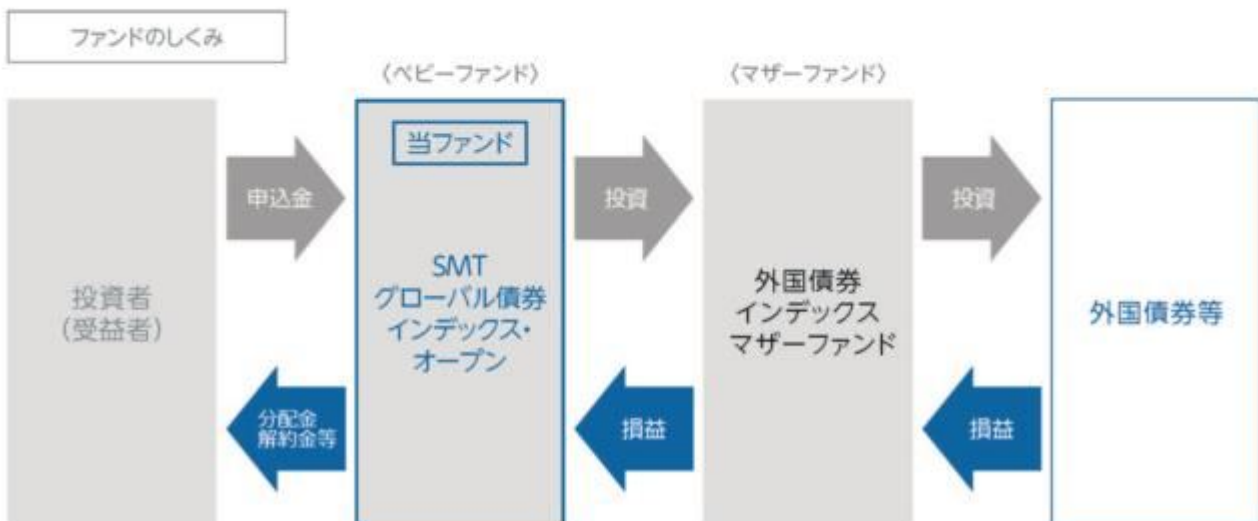 ファンドのしくみ
〈ベビーファンド〉
〈マザーファンド〉
投資者
（受益者）
申込金
分配金
解約金等
当ファンド
SMT
グローバル債券
インデックス・
オープン
投資
損益
外国債券
インデックス
マザーファンド
投資
損益
外国債券等